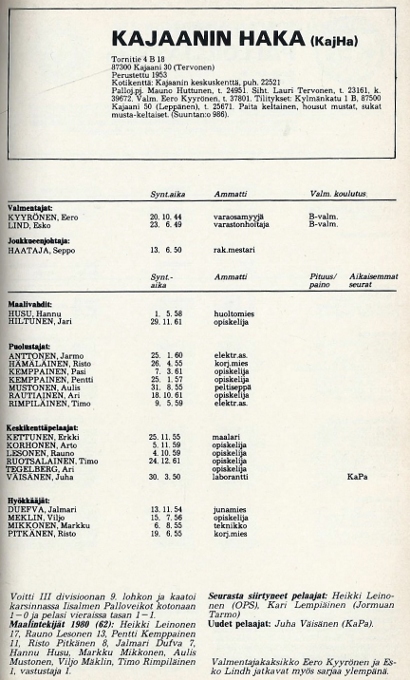 KAJAANIN HAKA (KajHa)
Tornitie 4 B 18
87300 Kajaani 30 (Tervonen)
Perustettu 1953
Kotikenttä: Kajaanin keskuskenttä, puh. 22521
Palloj.pj. Mauno Huttunen, t. 24951. Siht. Lauri Tervonen, t. 23161, k.
39672. Valm. Eero Kyyrönen, t. 37801. Tilitykset: Kylmänkatu 1 B, 87500
Kajaani 50 (Leppänen), t. 25671. Paita keltainen, housut mustat, sukat
musta-keltaiset. (Suuntan:o 986).
Synt.aika Ammatti Valm. koulutus
Valmentajat:
KYYRÖNEN, Eero 20. 10. 44 varaosamyyjä B-valm.
LIND, Esko 23. 6. 49 varastonhoitaja B-valm.
Joukkueenjohtaja:
HAATAJA, Seppo 13. 6. 50 rak.mestari
Synt.- Ammatti Pituus/ Aikaisemmat
aika paino seurat
Maalivahdit:
HUSU, Hannu 1. 5. 58 huoltomies
HILTUNEN, Jari 29. 11. 61 opiskelija
Puolustajat:
ANTTONEN, Jarmo 25. 1. 60 elektr.as.
HÄMÄLÄINEN, Risto 26. 4. 55 korj.mies
KEMPPAINEN, Pasi 7. 3. 61 opiskelija
KEMPPAINEN, Pentti 25. 1. 57 opiskelija
MUSTONEN, Aulis 31. 8. 55 peltiseppä
RAUTIAINEN, Ari 18. 10. 61 opiskelija
RIMPILÄINEN, Timo 9. 5. 59 elektr.as.
Keskikenttäpelaajat:
KETTUNEN, Erkki 25. 11. 55 maalari
KORHONEN, Arto 5. 11. 59 opiskelija
LESONEN, Rauno 4. 10. 59 opiskelija
RUOTSALAINEN, Timo 24. 12. 61 opiskelija
TEGELBERG, Ari opiskelija
VÄISÄNEN, Juha 30. 3. 50 laborantti KaPa
Hyökkääjät:
DUEFVA, Jalmari 13. 11. 54 junamies
MEKLIN, Viljo 15. 7. 56 opiskelija
MIKKONEN, Markku 6. 8. 55 teknikko
PITKÄNEN, Risto 19. 6. 55 korj.mies
Voitti III divisioonan 9. lohkon ja kaatoi
karsinnassa Iisalmen Palloveikot kotonaan
1—0 ja pelasi vieraissa tasan 1—1.
Maalintekijät 1980 (62): Heikki Leinonen
17, Rauno Lesonen 13, Pentti Kemppainen
11, Risto Pitkänen 8, Jalmari Dufva 7,
Hannu Husu, Markku Mikkonen, Aulis
Mustonen, Viljo Mäklin, Timo Rimpiläinen
1, vastustaja 1.
Seurasta siirtyneet pelaajat: Heikki Leino-
nen (OPS), Kari Lempiäinen (Jormuan
Tarmo)
Uudet pelaajat: Juha Väisänen (KaPa).
Valmentajakaksikko Eero Kyyrönen ja Es-
ko Lindh jatkavat myös sarjaa ylempänä.